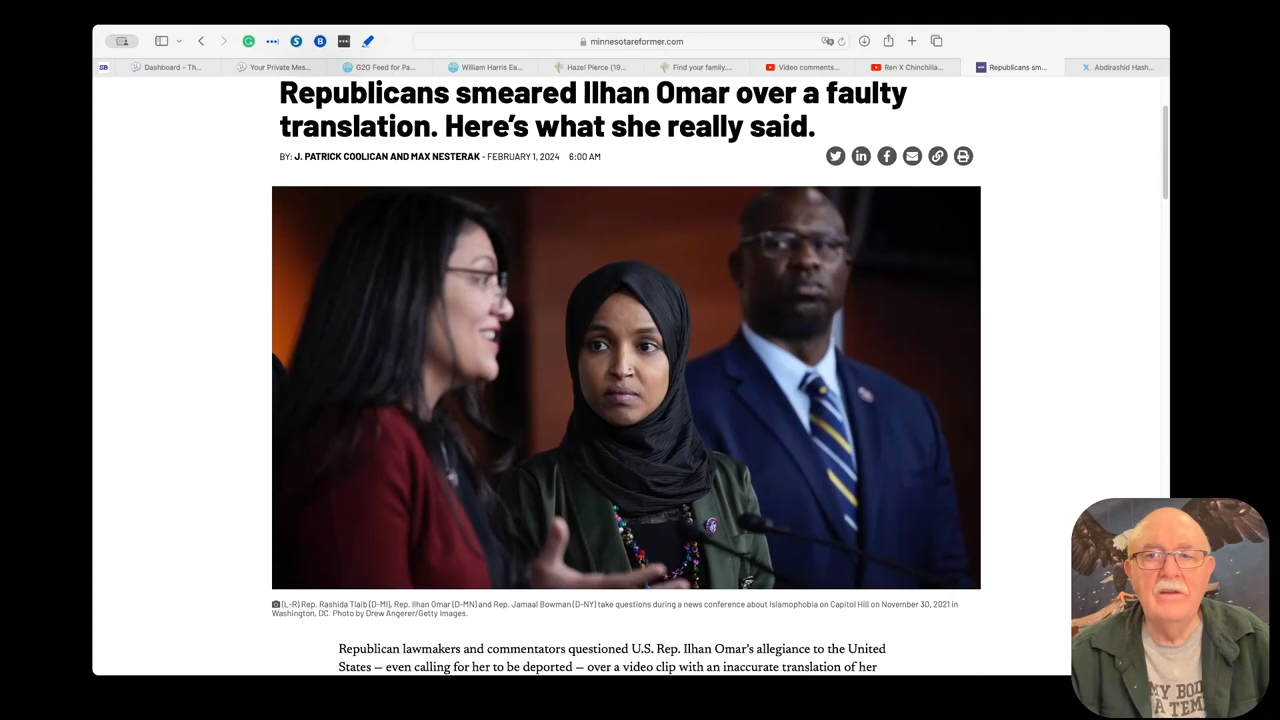 minnesotareformer.com
SB
Dashboard – Th...
Your Private Mes...
G2G Feed for Pa...
William Harris Ea...
Hazel Pierce (19...
Find your family....
Video comments...
Ren X Chinchilla...
Republicans sm...
Abdirashid Hash...
Republicans smeared Ilhan Omar over a faulty
translation. Here's what she really said.
BY: J. PATRICK COOLICAN AND MAX NESTERAK - FEBRUARY 1, 2024 6:00 AM
(L-R) Rep. Rashida Tlaib (D-MI), Rep. Ilhan Omar (D-MN) and Rep. Jamaal Bowman (D-NY) take questions during a news conference about Islamophobia on Capitol Hill on November 30, 2021 in
Washington, DC. Photo by Drew Angerer/Getty Images.
Republican lawmakers and commentators questioned U.S. Rep. Ilhan Omar's allegiance to the United
States — even calling for her to be deported — over a video clip with an inaccurate translation of her
MY BOD
A TEM